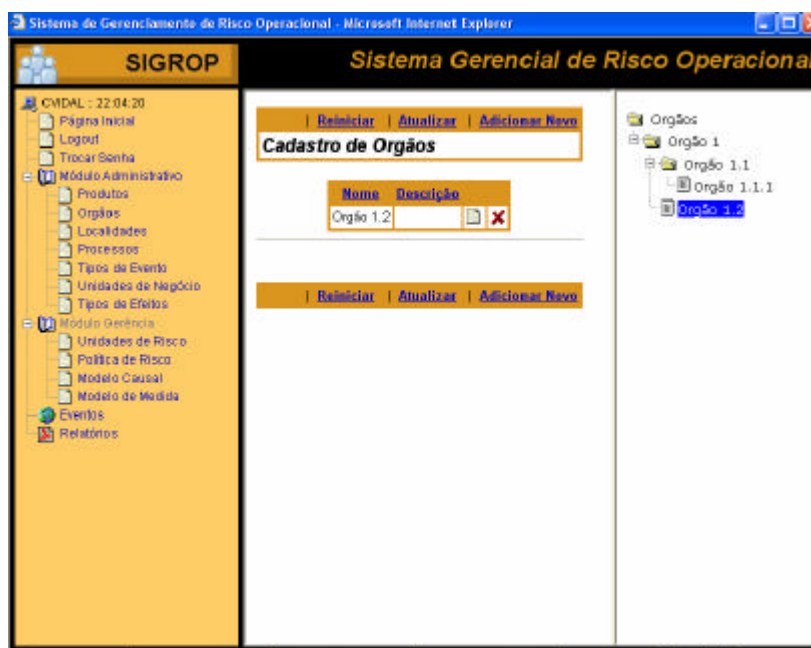 Sistema de Gerenciamento de Risco Operacional - Microsoft Internet Explorer
SIGROP
Sistema Gerencial de Risco Operacional
CVIDAL : 22:04:20
Página Inicial
Logout
Trocar Senha
Módulo Administrativo
Produtos
Orgãos
Localidades
Processos
Tipos de Evento
Unidades de Negócio
Tipos de Efeitos
Módulo Gerência
Unidades de Risco
Política de Risco
Modelo Causal
Modelo de Medida
Eventos
Relatórios
| Reiniciar | Atualizar | Adicionar Novo
Cadastro de Orgãos
Nome Descrição
Orgão 1.2
| Reiniciar | Atualizar | Adicionar Novo
Orgãos
Orgão 1
Orgão 1.1
Orgão 1.1.1
Orgão 1.2